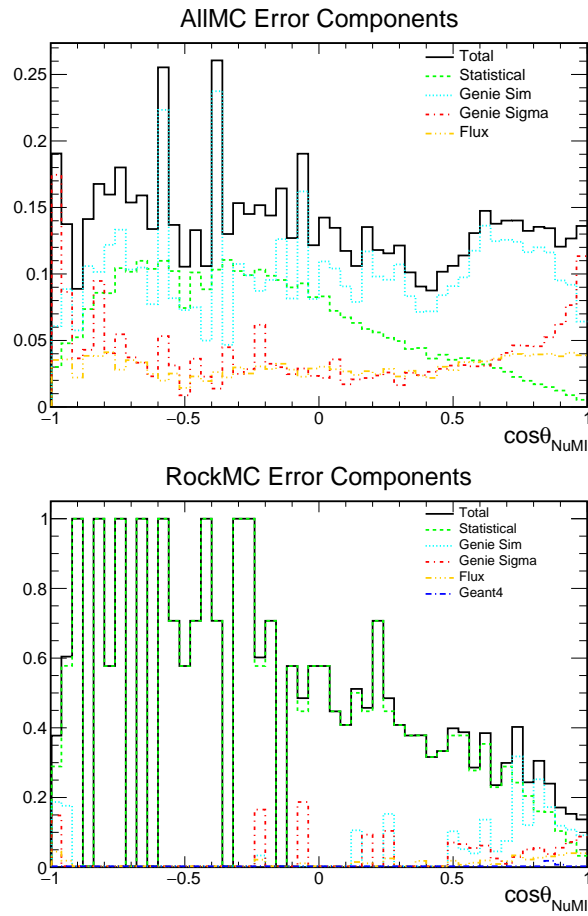 AllMC Error Components
Total
Statistical
Genie Sim
Genie Sigma
Flux
0.25
0.2
0.15
0.1
0.05
0
−1 −0.5 0 0.5 1
cosθNuMI
RockMC Error Components
Total
Statistical
Genie Sim
Genie Sigma
Flux
Geant4
1
0.8
0.6
0.4
0.2
0
−1 −0.5 0 0.5 1
cosθNuMI